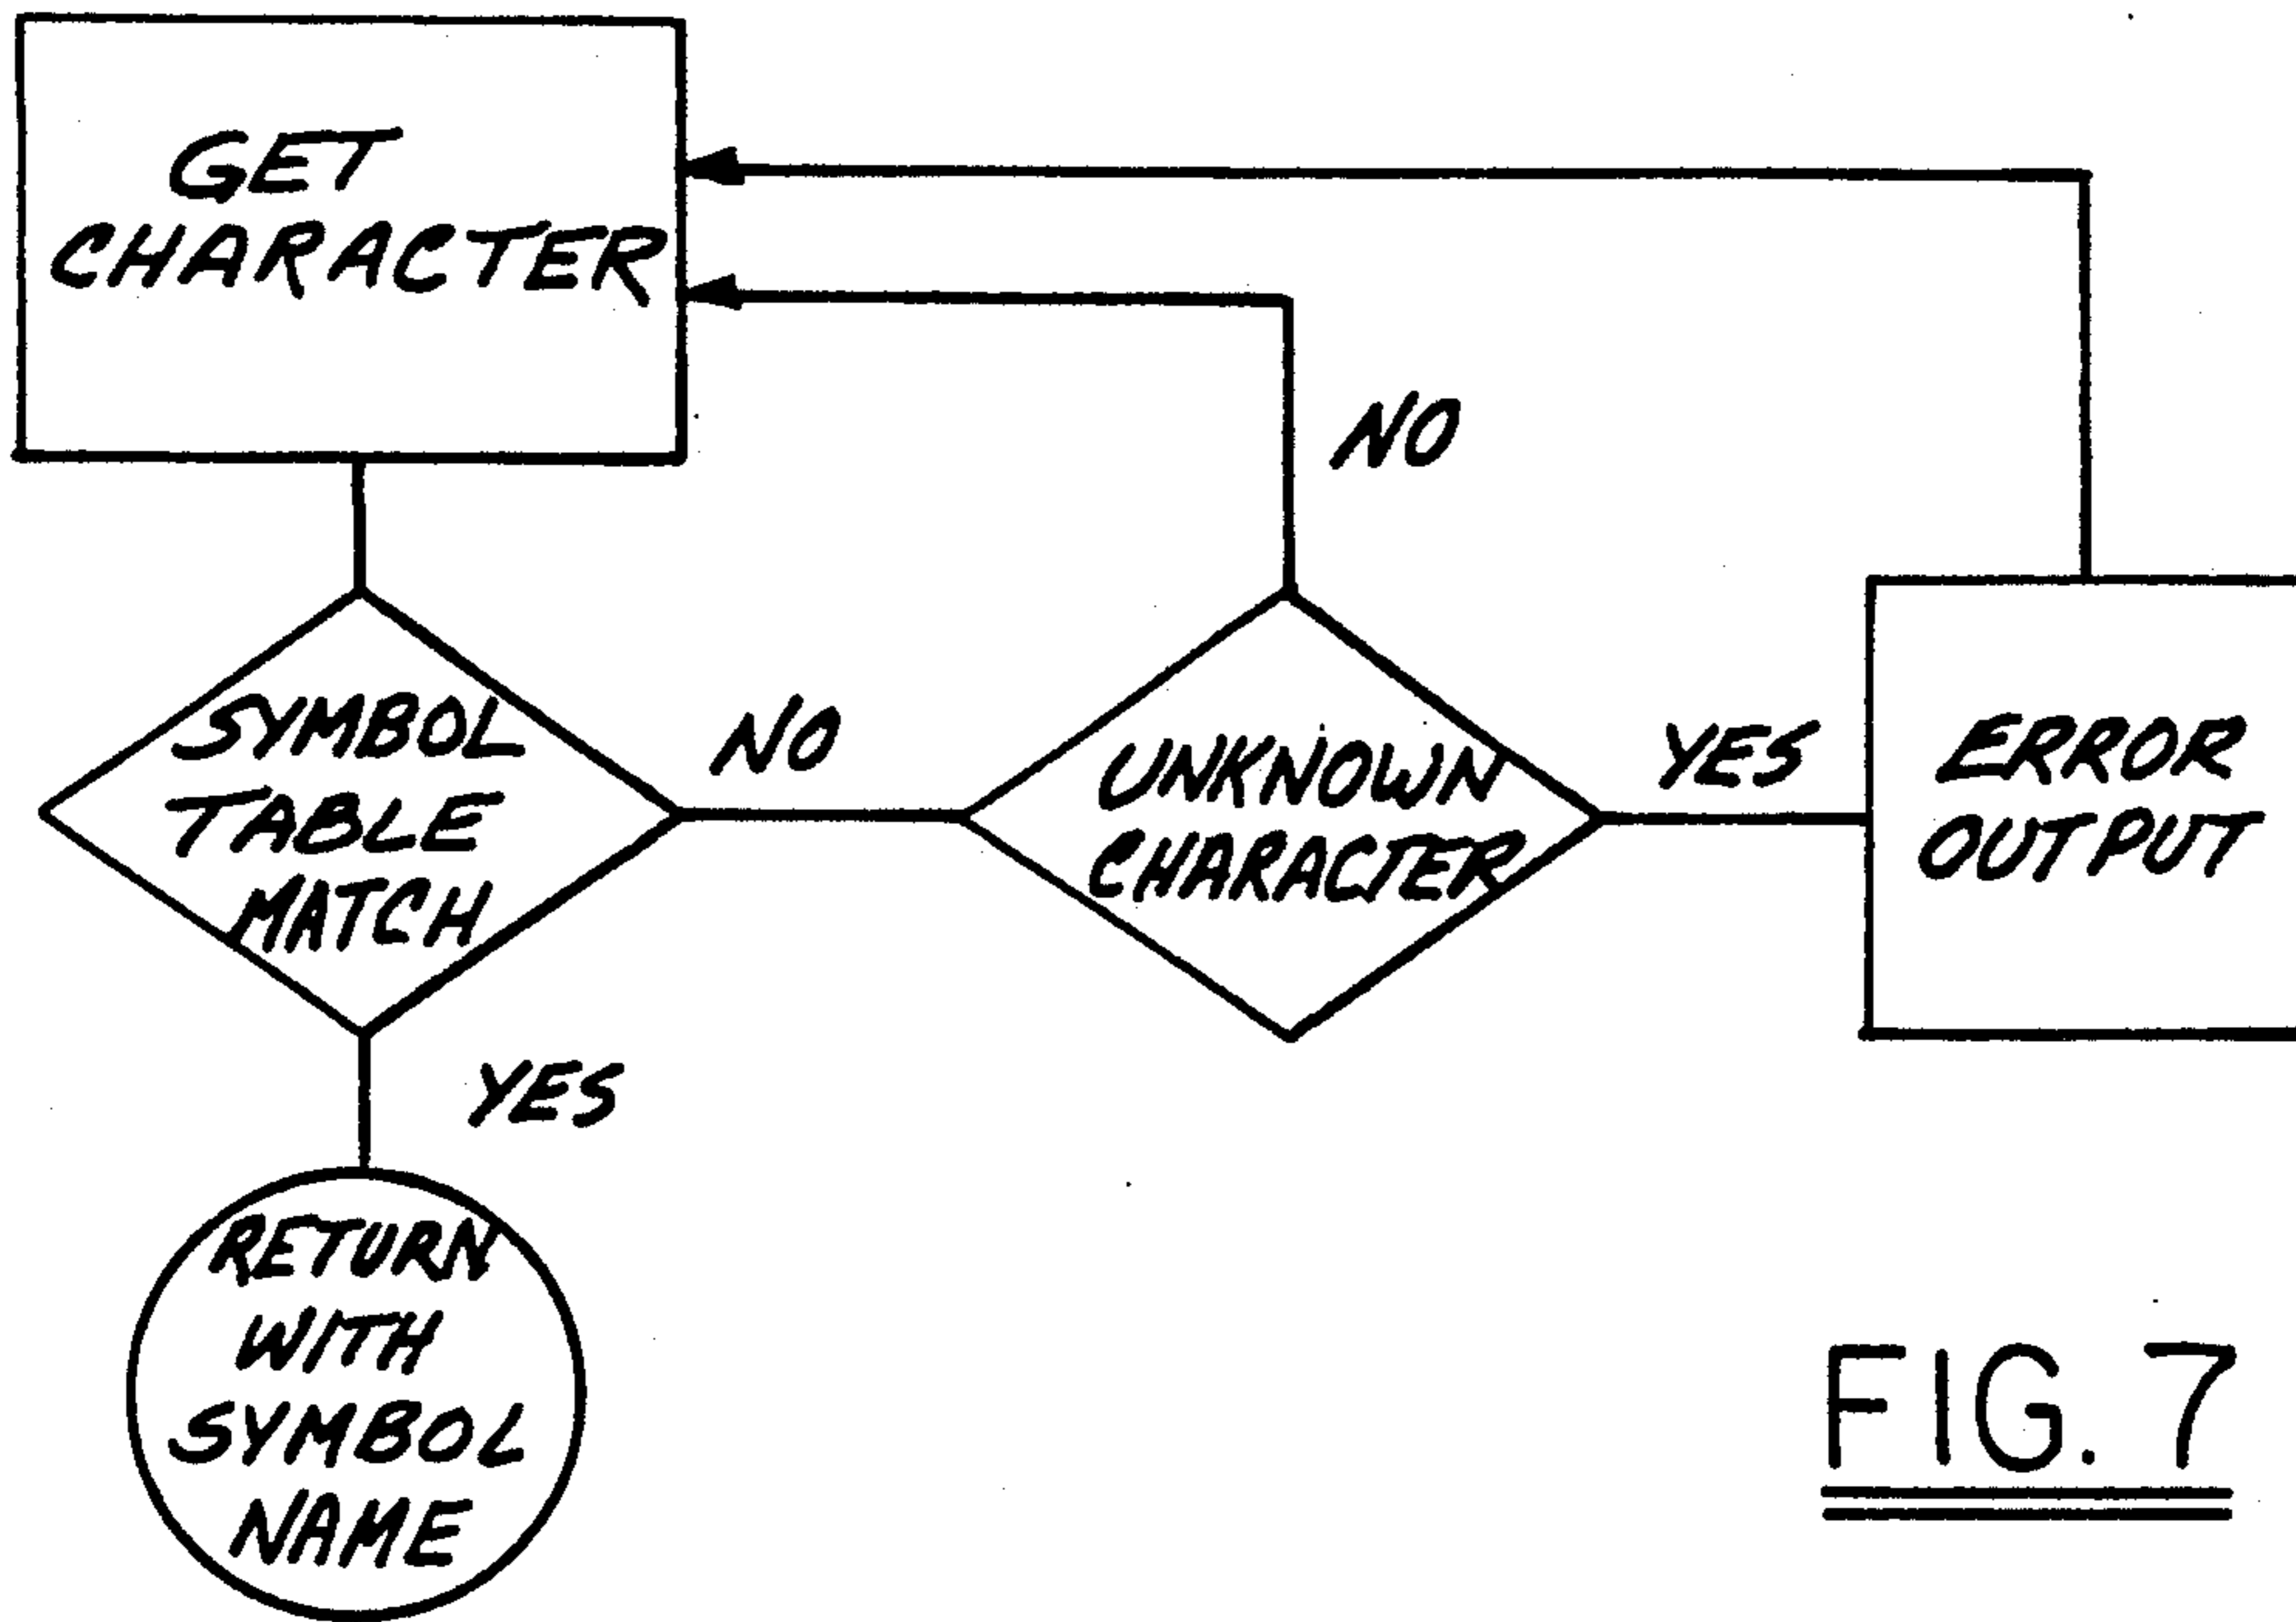 GET
CHARACTER
NO
SYMBOL
TABLE
MATCH
NO
UNKNOWN
CHARACTER
YES
ERROR
OUTPUT
YES
RETURN
WITH
SYMBOL
NAME
FIG. 7